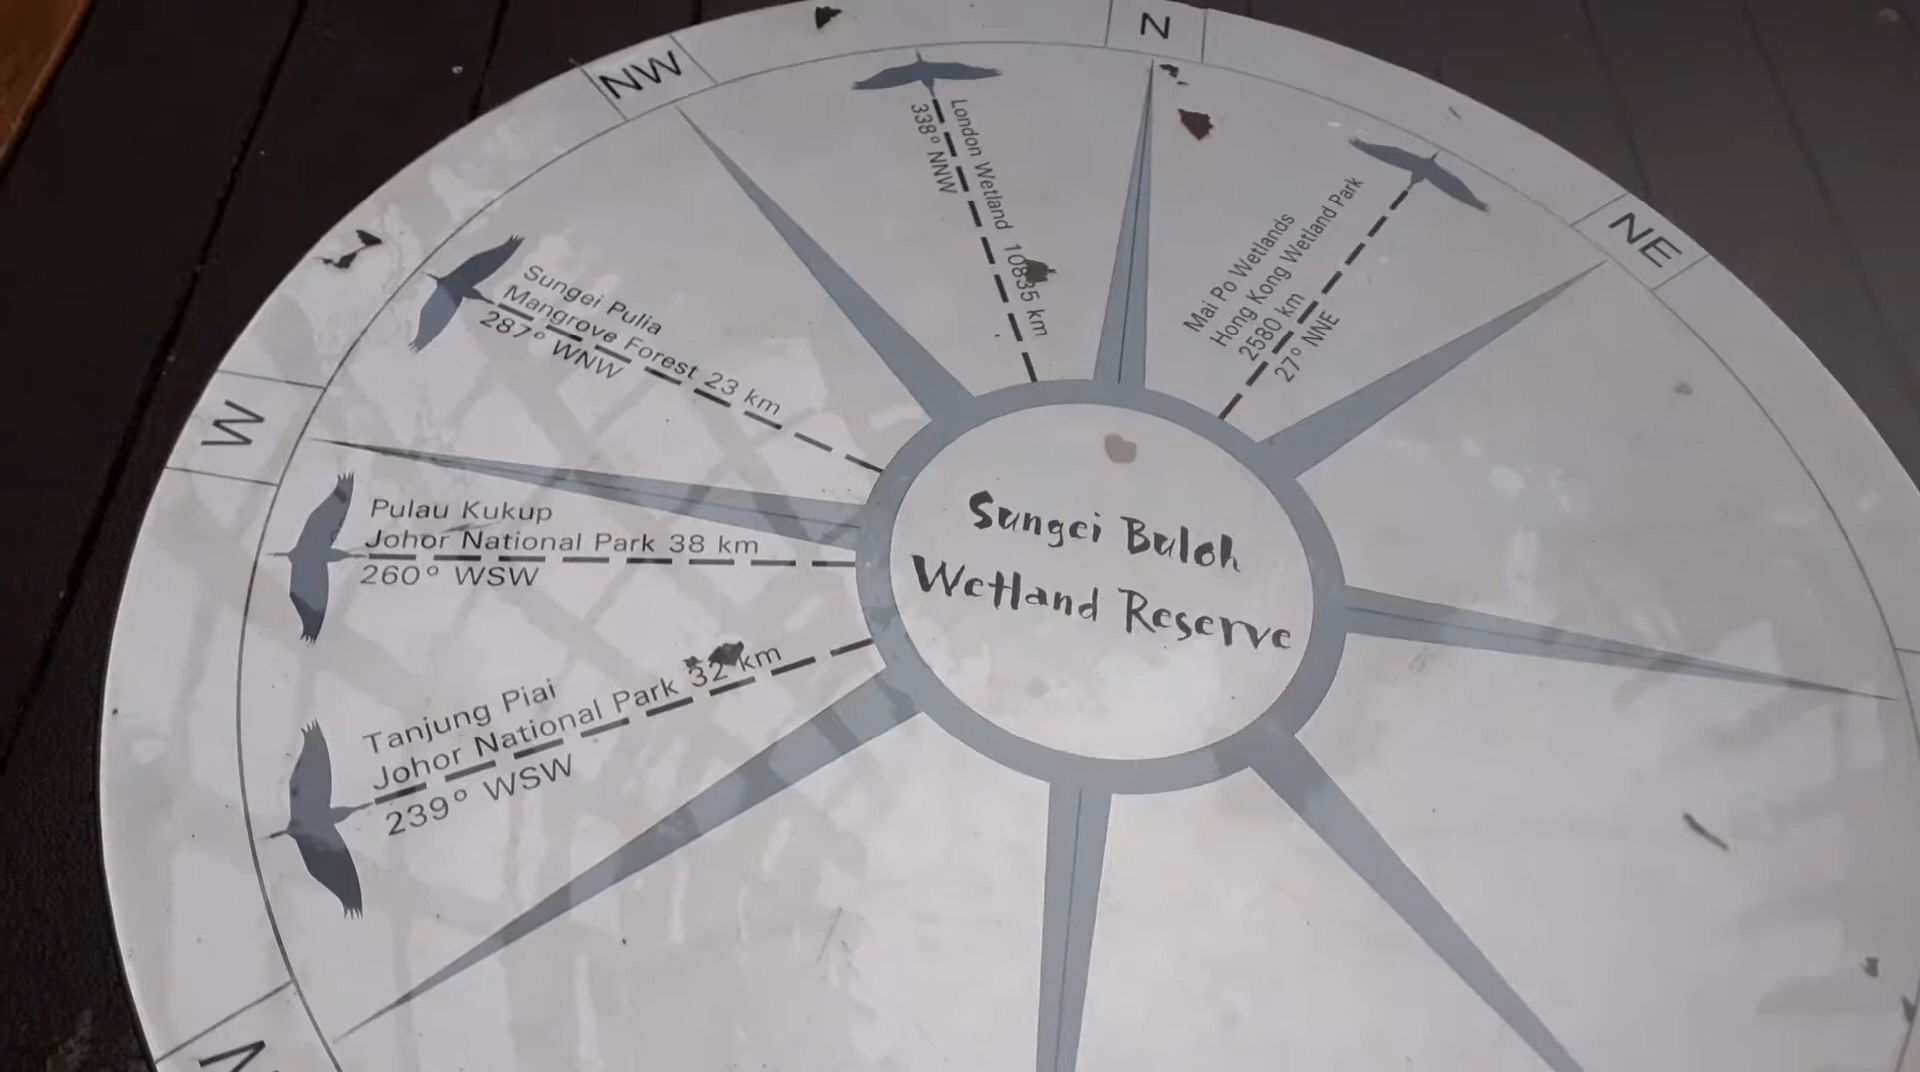 N
NW
NE
W
London Wetland 10835 km
338° NNW
Mai Po Wetlands
Hong Kong Wetland Park
2580 km
27° NNE
Sungei Pulia
Mangrove Forest 23 km
287° WNW
Pulau Kukup
Johor National Park 38 km
260° WSW
Tanjung Piai
Johor National Park 32 km
239° WSW
Sungei Buloh
Wetland Reserve